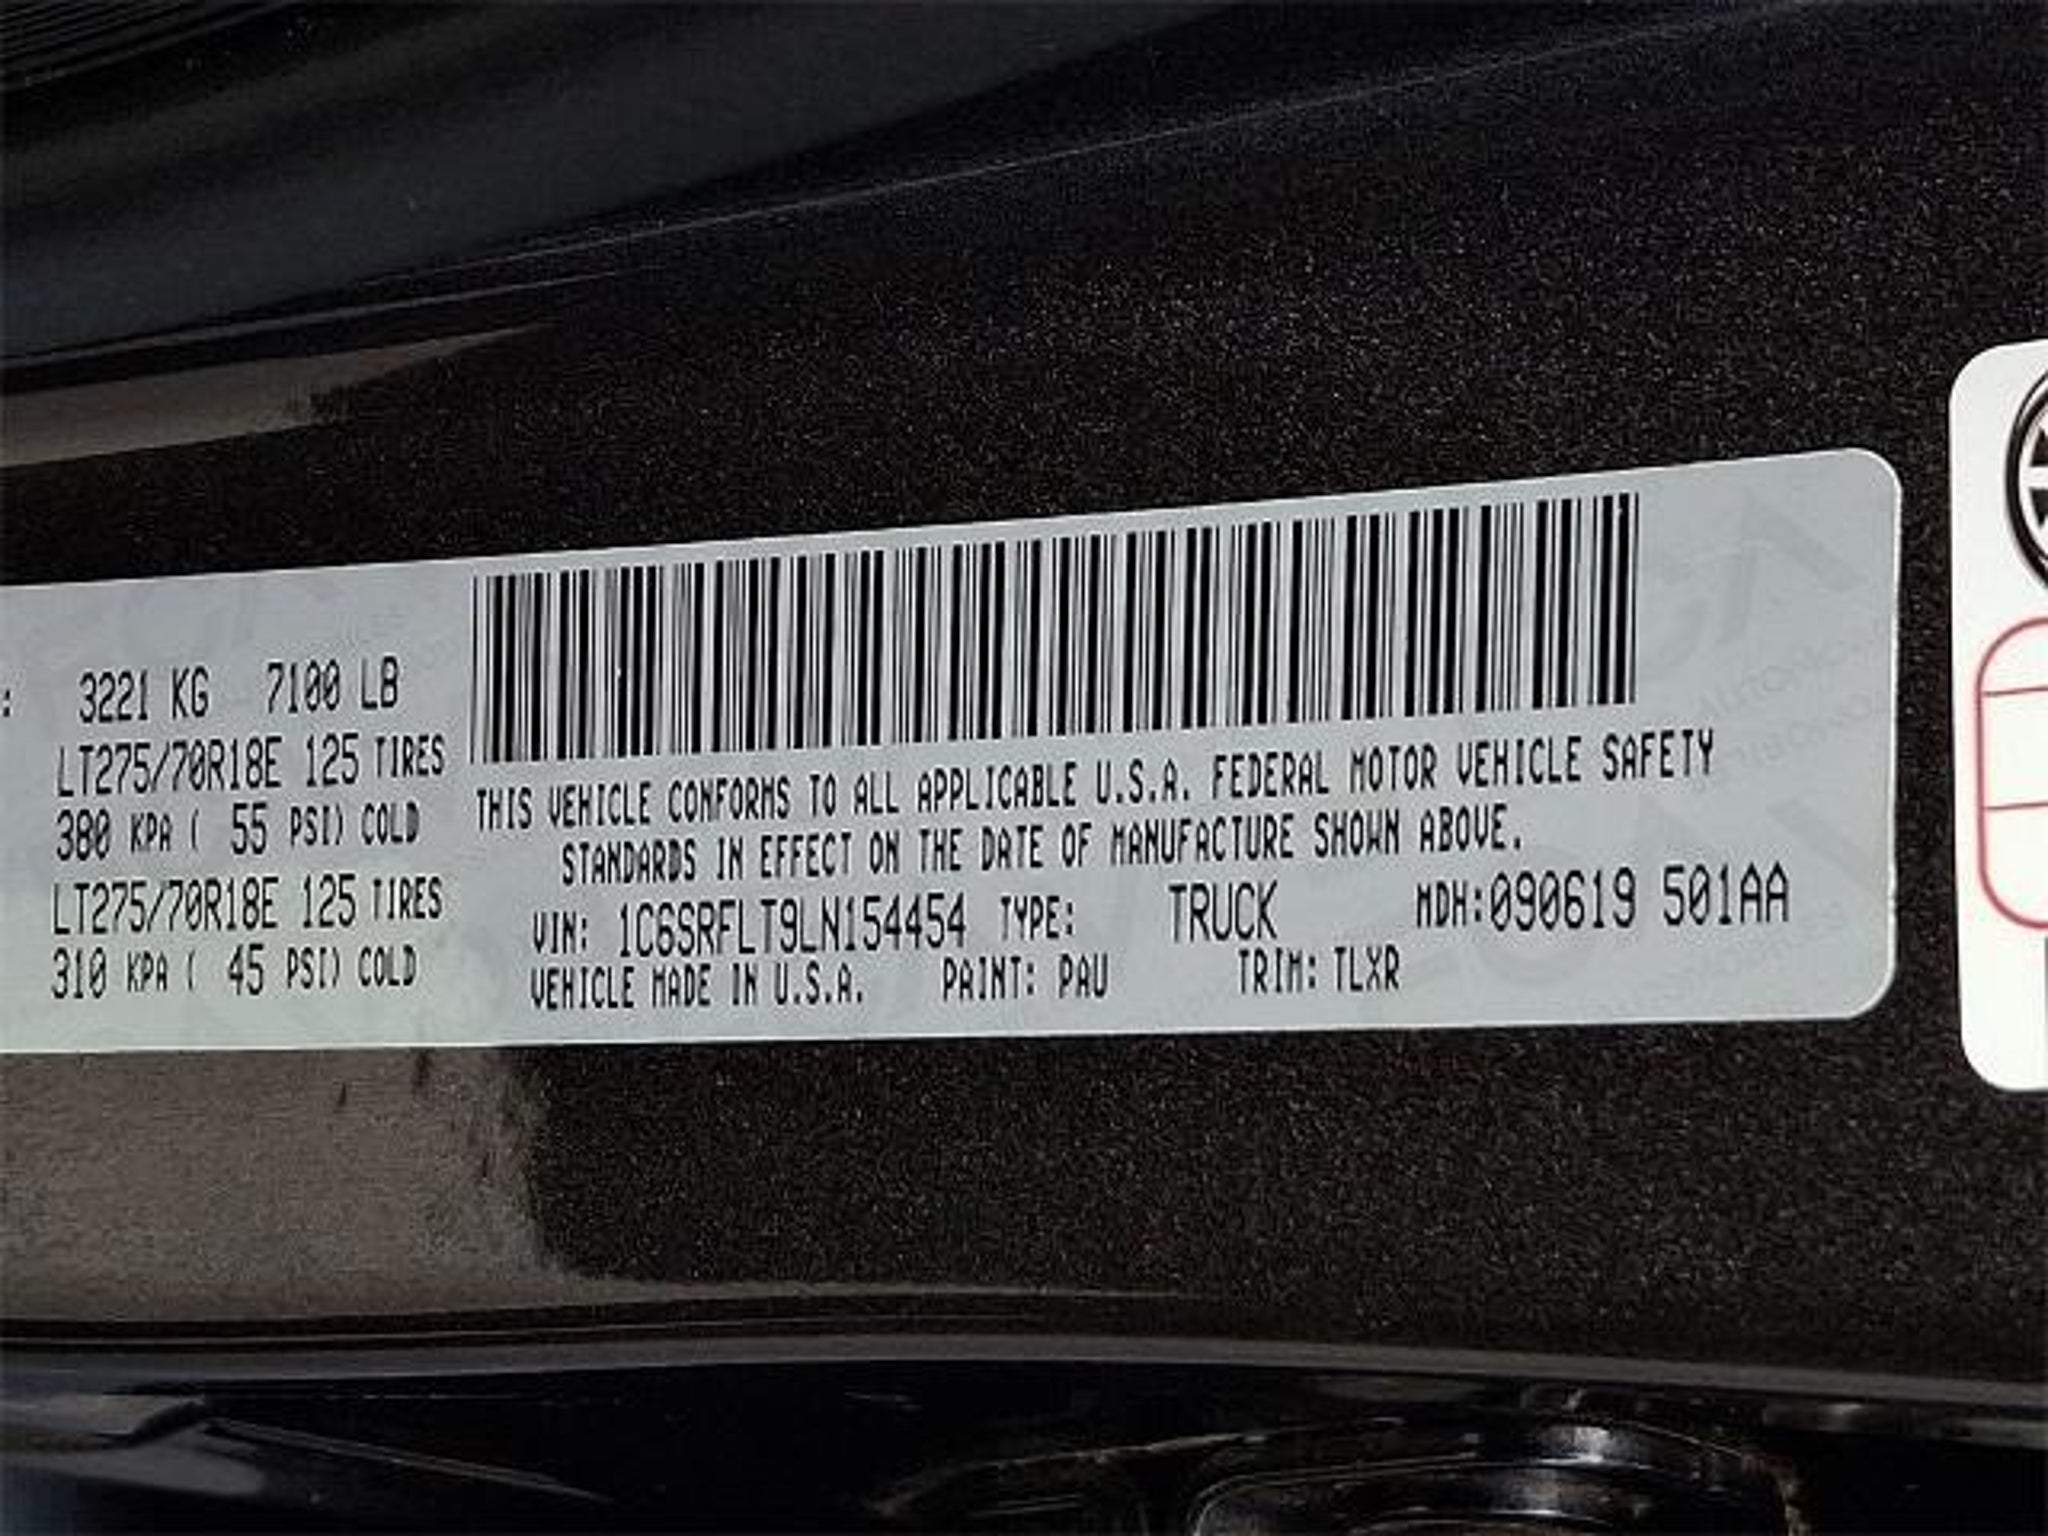 : 3221 KG 7100 LB
LT275/70R18E 125 TIRES
380 KPA ( 55 PSI) COLD
LT275/70R18E 125 TIRES
310 KPA ( 45 PSI) COLD
THIS VEHICLE CONFORMS TO ALL APPLICABLE U.S.A. FEDERAL MOTOR VEHICLE SAFETY
STANDARDS IN EFFECT ON THE DATE OF MANUFACTURE SHOWN ABOVE.
VIN: 1C6SRFLT9LN154454 TYPE: TRUCK MDH:090619 501AA
VEHICLE MADE IN U.S.A. PAINT: PAU TRIM: TLXR